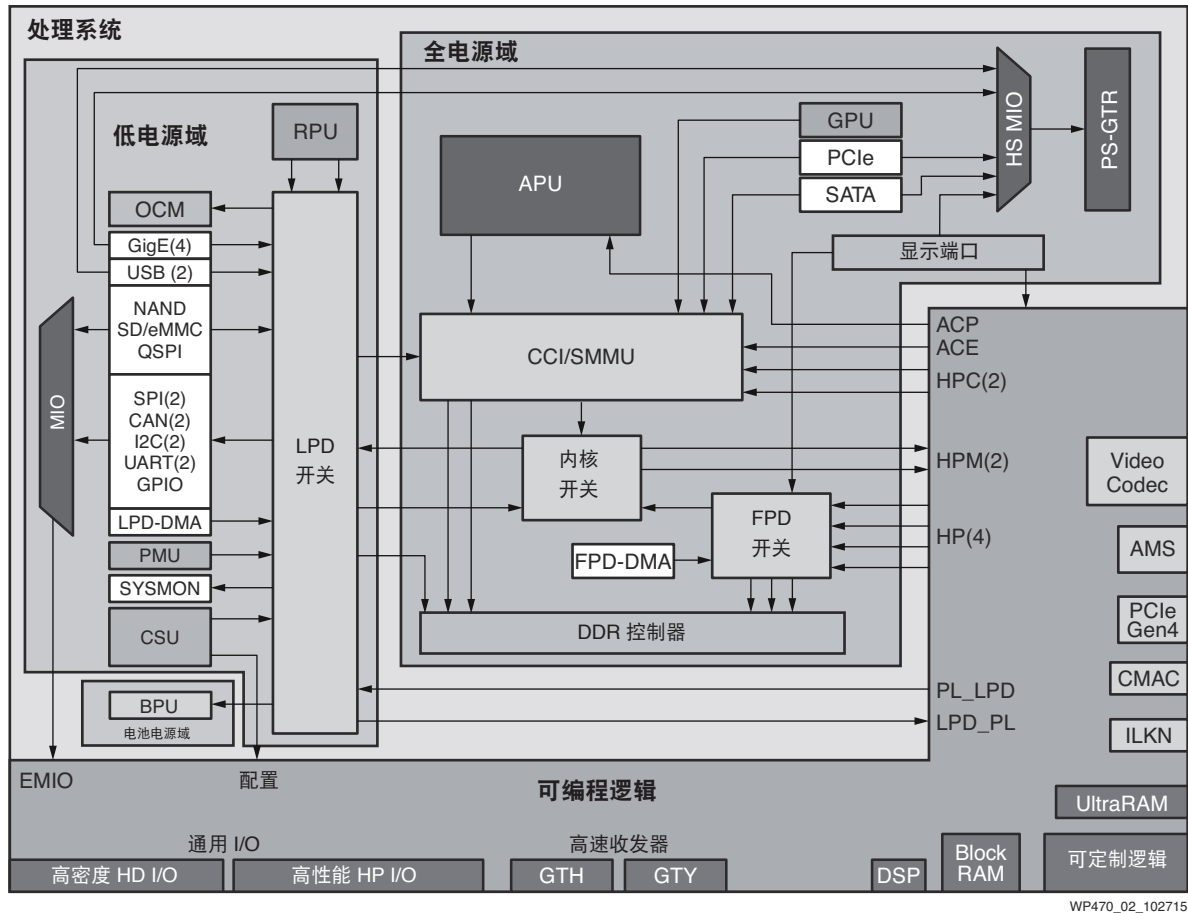 处理系统
全电源域
低电源域
RPU
APU
GPU
PCIe
SATA
HS MIO
PS-GTR
OCM
GigE(4)
USB (2)
NAND
SD/eMMC
QSPI
MIO
SPI(2)
CAN(2)
I2C(2)
UART(2)
GPIO
LPD-DMA
PMU
SYSMON
CSU
BPU
电池电源域
LPD
开关
显示端口
CCI/SMMU
内核
开关
FPD
开关
FPD-DMA
DDR 控制器
ACP
ACE
HPC(2)
HPM(2)
HP(4)
PL_LPD
LPD_PL
Video
Codec
AMS
PCIe
Gen4
CMAC
ILKN
UltraRAM
EMIO
配置
可编程逻辑
通用 I/O
高速收发器
高密度 HD I/O
高性能 HP I/O
GTH
GTY
DSP
Block
RAM
可定制逻辑
WP470_02_102715